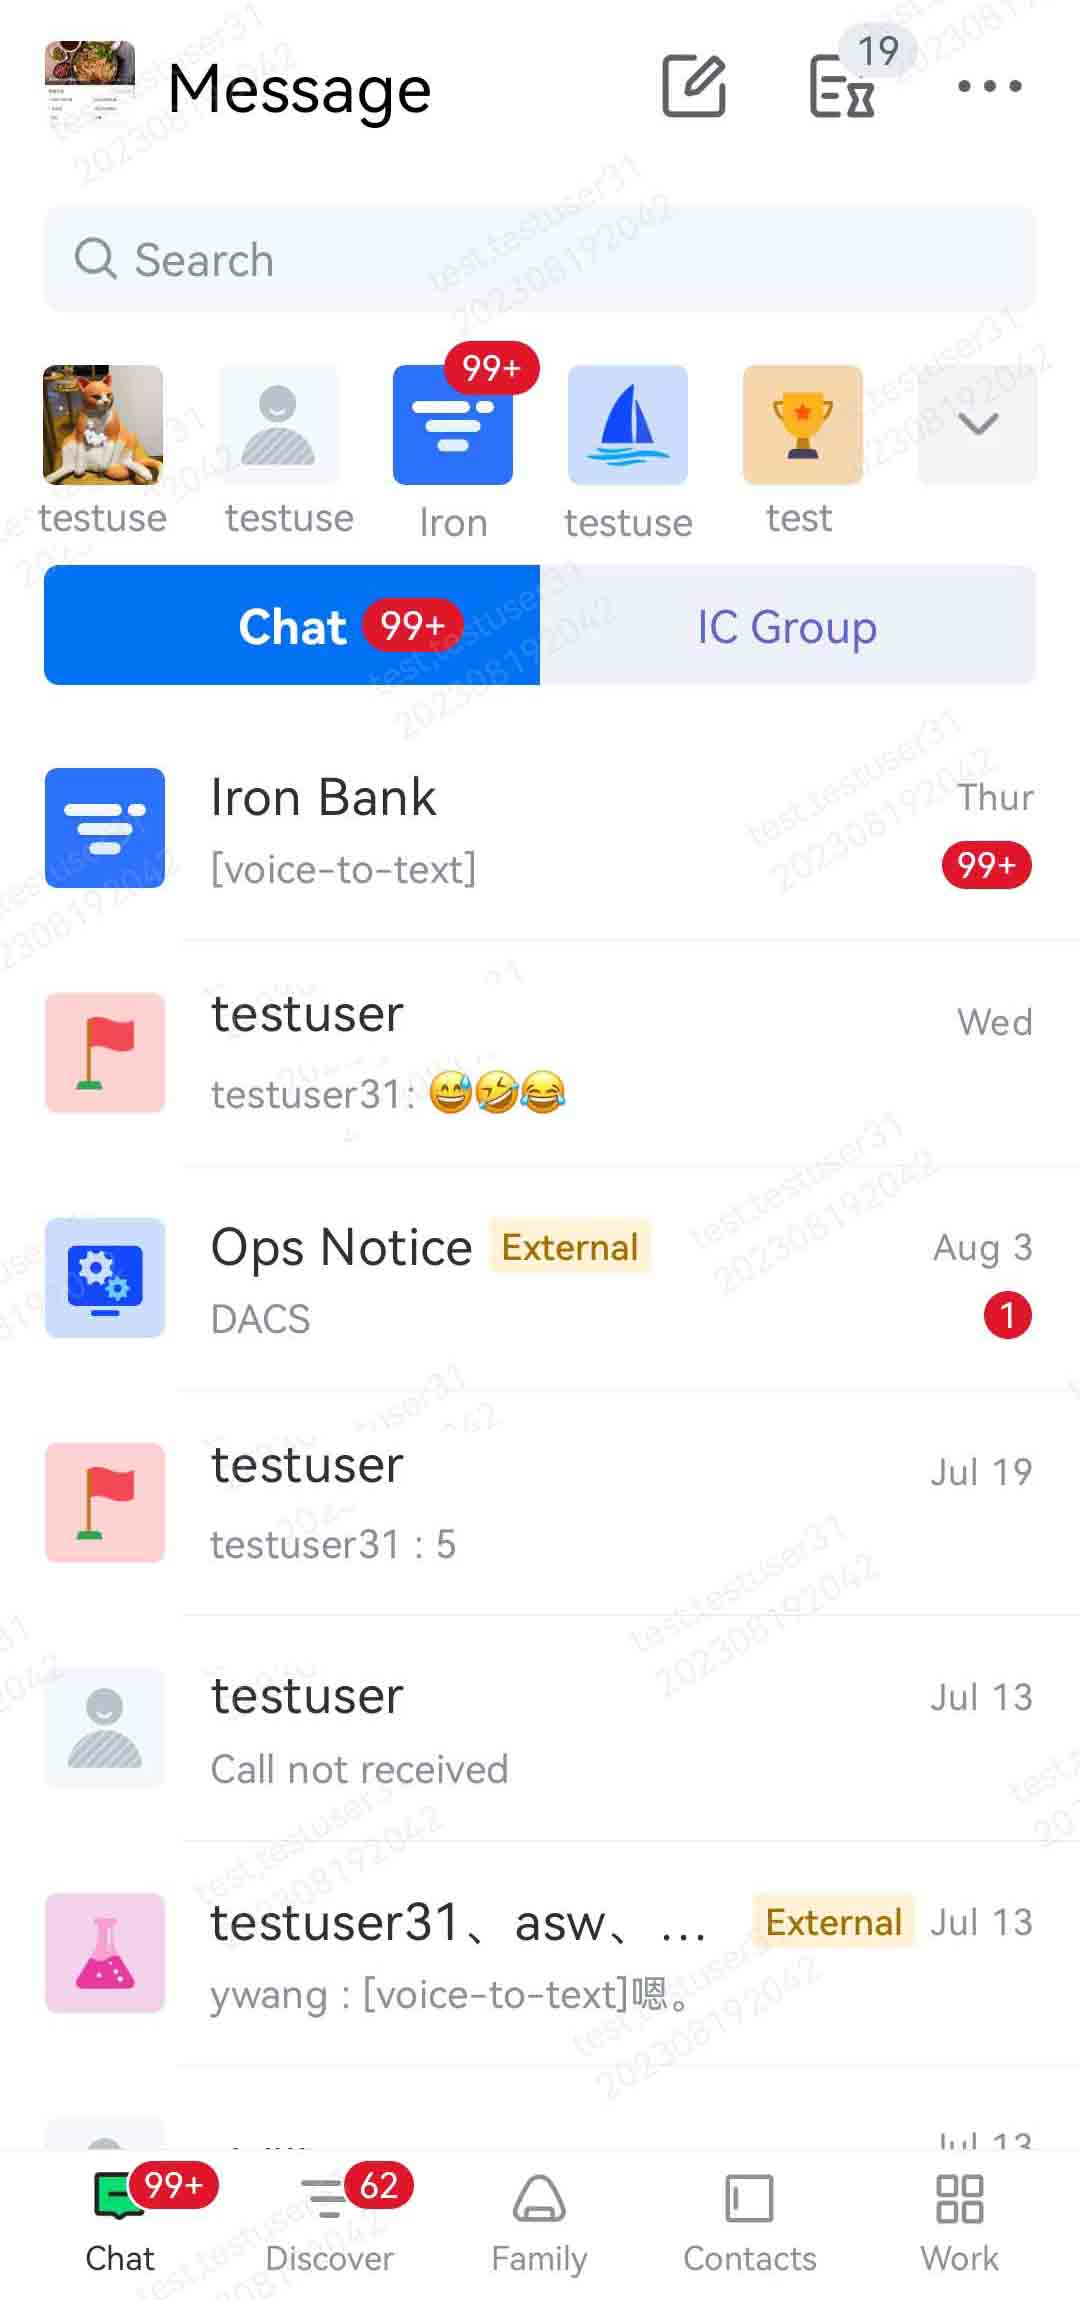 Message
19
Search
99+
testuse
testuse
Iron
testuse
test
Chat 99+
IC Group
Iron Bank
Thur
[voice-to-text]
99+
testuser
Wed
testuser31: 😅🤣😂
Ops Notice External
Aug 3
DACS
1
testuser
Jul 19
testuser31 : 5
testuser
Jul 13
Call not received
testuser31、asw、... External Jul 13
ywang : [voice-to-text]嗯。
Jul 13
99+
62
Chat
Discover
Family
Contacts
Work
test,testuser31
202308192042